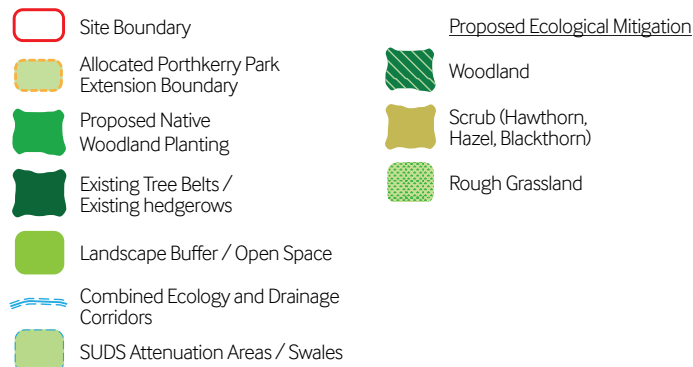 Site Boundary
Allocated Porthkerry Park
Extension Boundary
Proposed Native
Woodland Planting
Existing Tree Belts /
Existing hedgerows
Landscape Buffer / Open Space
Combined Ecology and Drainage
Corridors
SUDS Attenuation Areas / Swales
Proposed Ecological Mitigation
Woodland
Scrub (Hawthorn,
Hazel, Blackthorn)
Rough Grassland